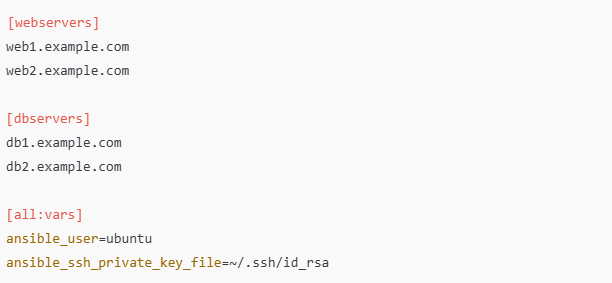 [webservers]
web1.example.com
web2.example.com
[dbservers]
db1.example.com
db2.example.com
[all:vars]
ansible_user=ubuntu
ansible_ssh_private_key_file=~/.ssh/id_rsa